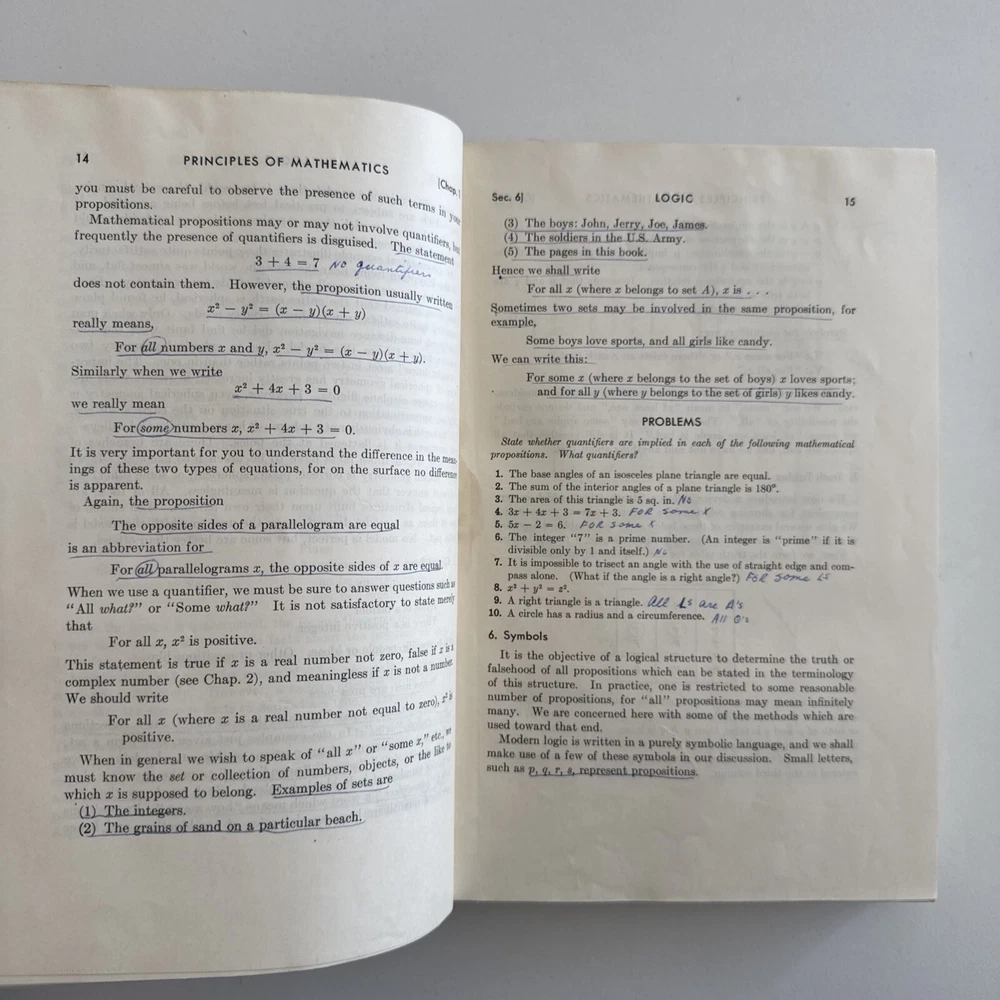 14 PRINCIPLES OF MATHEMATICS [Chap. 1
you must be careful to observe the presence of such terms in your
propositions.
Mathematical propositions may or may not involve quantifiers, but
frequently the presence of quantifiers is disguised. The statement
3 + 4 = 7 No quantifiers
does not contain them. However, the proposition usually written
x² − y² = (x − y)(x + y)
really means,
For all numbers x and y, x² − y² = (x − y)(x + y).
Similarly when we write
x² + 4x + 3 = 0
we really mean
For some numbers x, x² + 4x + 3 = 0.
It is very important for you to understand the difference in the mean-
ings of these two types of equations, for on the surface no difference
is apparent.
Again, the proposition
The opposite sides of a parallelogram are equal
is an abbreviation for
For all parallelograms x, the opposite sides of x are equal.
When we use a quantifier, we must be sure to answer questions such as
"All what?" or "Some what?" It is not satisfactory to state merely
that
For all x, x² is positive.
This statement is true if x is a real number not zero, false if x is a
complex number (see Chap. 2), and meaningless if x is not a number.
We should write
For all x (where x is a real number not equal to zero), x² is
positive.
When in general we wish to speak of "all x" or "some x," etc., we
must know the set or collection of numbers, objects, or the like to
which x is supposed to belong. Examples of sets are
(1) The integers.
(2) The grains of sand on a particular beach.
Sec. 6] LOGIC 15
(3) The boys: John, Jerry, Joe, James.
(4) The soldiers in the U.S. Army.
(5) The pages in this book.
Hence we shall write
For all x (where x belongs to set A), x is . . .
Sometimes two sets may be involved in the same proposition, for
example,
Some boys love sports, and all girls like candy.
We can write this:
For some x (where x belongs to the set of boys) x loves sports;
and for all y (where y belongs to the set of girls) y likes candy.
PROBLEMS
State whether quantifiers are implied in each of the following mathematical
propositions. What quantifiers?
1. The base angles of an isosceles plane triangle are equal.
2. The sum of the interior angles of a plane triangle is 180°.
3. The area of this triangle is 5 sq. in. No
4. 3x + 4x + 3 = 7x + 3. FOR some X
5. 5x − 2 = 6. FOR some X
6. The integer "7" is a prime number. (An integer is "prime" if it is
divisible only by 1 and itself.) No
7. It is impossible to trisect an angle with the use of straight edge and com-
pass alone. (What if the angle is a right angle?) FOR some ∠s
8. x² + y² = z².
9. A right triangle is a triangle. All ⊾s are Δ's
10. A circle has a radius and a circumference. All ⊙'s
6. Symbols
It is the objective of a logical structure to determine the truth or
falsehood of all propositions which can be stated in the terminology
of this structure. In practice, one is restricted to some reasonable
number of propositions, for "all" propositions may mean infinitely
many. We are concerned here with some of the methods which are
used toward that end.
Modern logic is written in a purely symbolic language, and we shall
make use of a few of these symbols in our discussion. Small letters,
such as p, q, r, s, represent propositions.